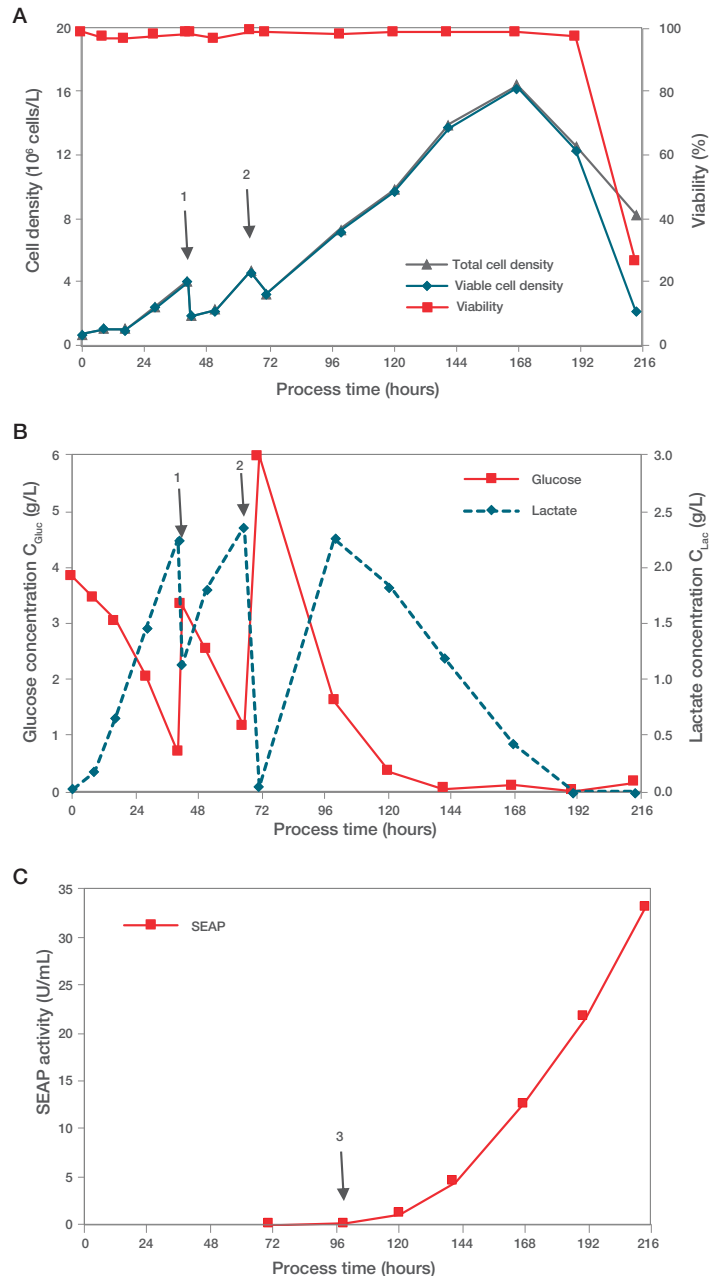 A
20
16
12
8
4
0
Cell density (10⁶ cells/L)
100
80
60
40
20
0
Viability (%)
1
2
Total cell density
Viable cell density
Viability
0 24 48 72 96 120 144 168 192 216
Process time (hours)
B
6
5
4
3
2
1
0
Glucose concentration C_Gluc (g/L)
3.0
2.5
2.0
1.5
1.0
0.5
0.0
Lactate concentration C_Lac (g/L)
1
2
Glucose
Lactate
0 24 48 72 96 120 144 168 192 216
Process time (hours)
C
35
30
25
20
15
10
5
0
SEAP activity (U/mL)
SEAP
3
0 24 48 72 96 120 144 168 192 216
Process time (hours)